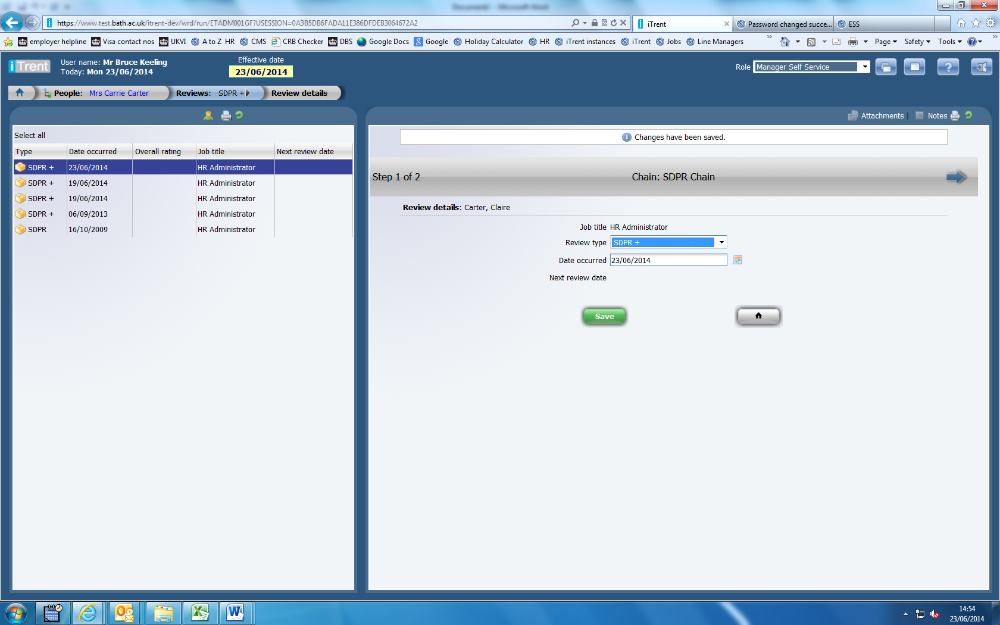 Document2 - Microsoft Word
https://www.test.bath.ac.uk/itrent-dev/wrd/run/ETADM001GF?USESSION=0A3B5DB6FADA11E386DFDEB3064672A2
iTrent
Password changed succe...
ESS
employer helpline Visa contact nos UKVI A to Z HR CMS CRB Checker DBS Google Docs Google Holiday Calculator HR iTrent instances iTrent Jobs Line Managers
Page Safety Tools
iTrent
User name: Mr Bruce Keeling
Today: Mon 23/06/2014
Effective date
23/06/2014
Role Manager Self Service
People: Mrs Carrie Carter Reviews: SDPR + Review details
Attachments | Notes
Select all
Type Date occurred Overall rating Job title Next review date
SDPR + 23/06/2014 HR Administrator
SDPR + 19/06/2014 HR Administrator
SDPR + 19/06/2014 HR Administrator
SDPR + 06/09/2013 HR Administrator
SDPR 16/10/2009 HR Administrator
Changes have been saved.
Step 1 of 2 Chain: SDPR Chain
Review details: Carter, Claire
Job title HR Administrator
Review type SDPR +
Date occurred 23/06/2014
Next review date
Save
14:54
23/06/2014